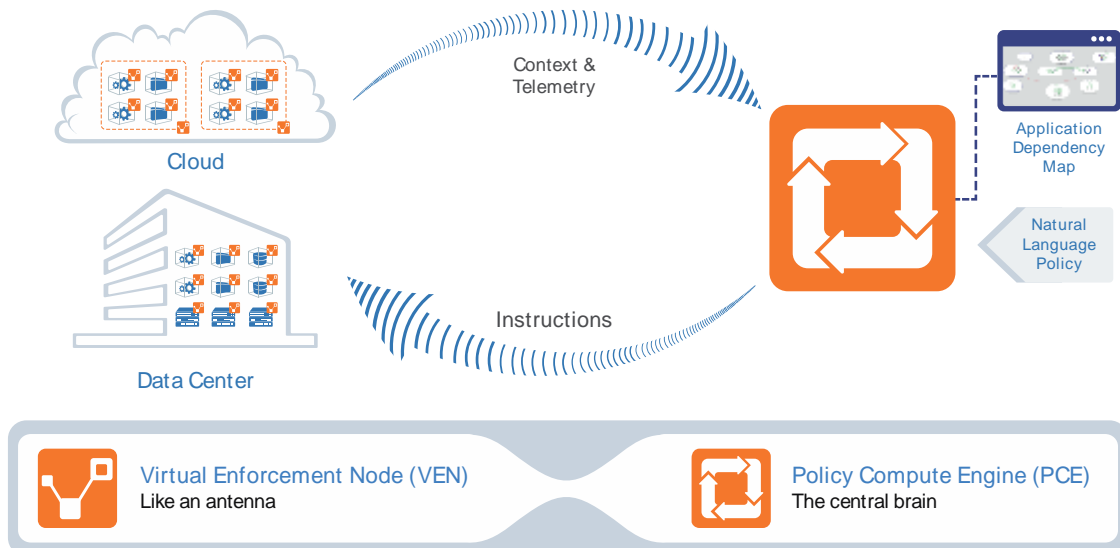 Context &
Telemetry
Cloud
Application
Dependency
Map
Natural
Language
Policy
Instructions
Data Center
Virtual Enforcement Node (VEN)
Like an antenna
Policy Compute Engine (PCE)
The central brain